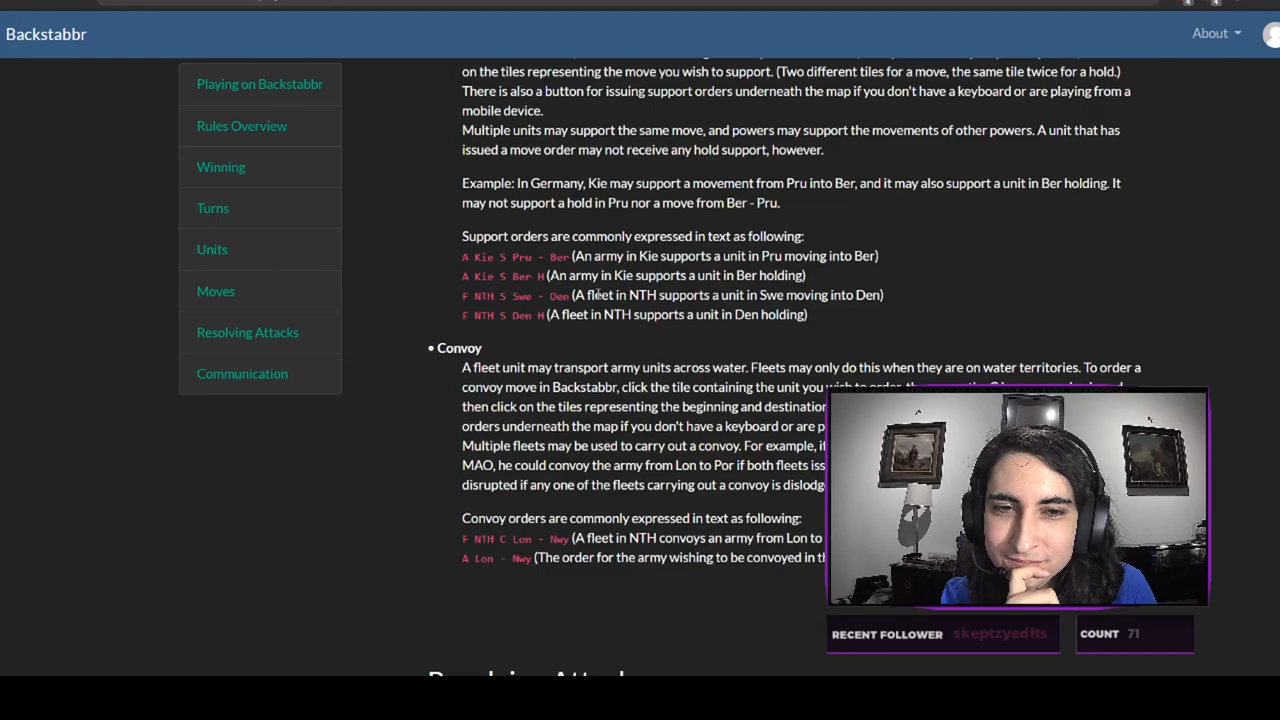 Backstabbr
About
Playing on Backstabbr
Rules Overview
Winning
Turns
Units
Moves
Resolving Attacks
Communication
on the tiles representing the move you wish to support. (Two different tiles for a move, the same tile twice for a hold.)
There is also a button for issuing support orders underneath the map if you don't have a keyboard or are playing from a
mobile device.
Multiple units may support the same move, and powers may support the movements of other powers. A unit that has
issued a move order may not receive any hold support, however.
Example: In Germany, Kie may support a movement from Pru into Ber, and it may also support a unit in Ber holding. It
may not support a hold in Pru nor a move from Ber - Pru.
Support orders are commonly expressed in text as following:
A Kie S Pru - Ber (An army in Kie supports a unit in Pru moving into Ber)
A Kie S Ber H (An army in Kie supports a unit in Ber holding)
F NTH S Swe - Den (A fleet in NTH supports a unit in Swe moving into Den)
F NTH S Den H (A fleet in NTH supports a unit in Den holding)
• Convoy
A fleet unit may transport army units across water. Fleets may only do this when they are on water territories. To order a
convoy move in Backstabbr, click the tile containing the unit you wish to order, then press the C key on your keyboard,
then click on the tiles representing the beginning and destination
orders underneath the map if you don't have a keyboard or are p
Multiple fleets may be used to carry out a convoy. For example, if
MAO, he could convoy the army from Lon to Por if both fleets iss
disrupted if any one of the fleets carrying out a convoy is dislodg
Convoy orders are commonly expressed in text as following:
F NTH C Lon - Nwy (A fleet in NTH convoys an army from Lon to
A Lon - Nwy (The order for the army wishing to be convoyed in th
RECENT FOLLOWER skeptzyedits
COUNT 71